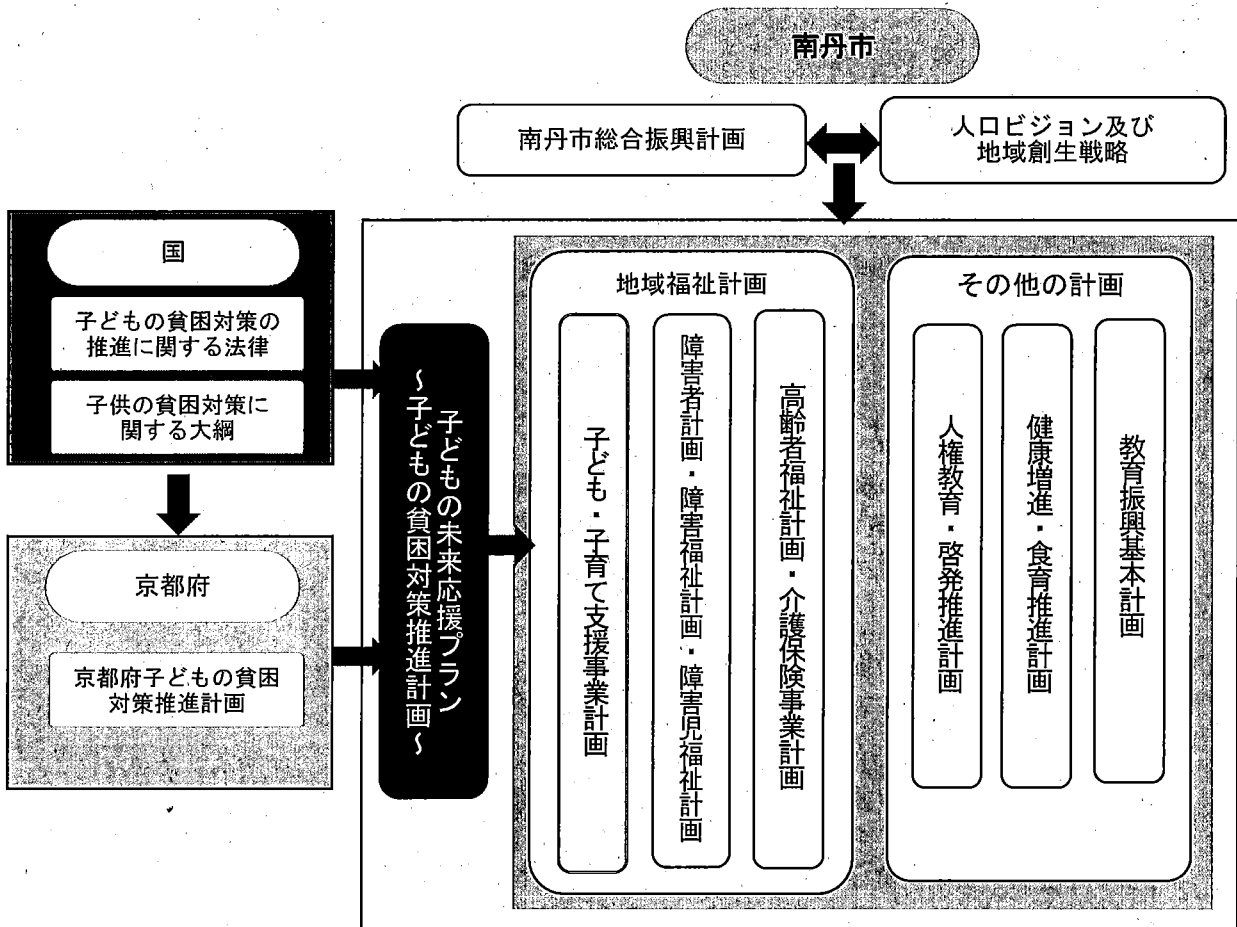 南丹市
南丹市総合振興計画
人口ビジョン及び
地域創生戦略
国
子どもの貧困対策の
推進に関する法律
子供の貧困対策に
関する大綱
京都府
京都府子どもの貧困
対策推進計画
子どもの未来応援プラン
～子どもの貧困対策推進計画～
地域福祉計画
子ども・子育て支援事業計画
障害者計画・障害福祉計画・障害児福祉計画
高齢者福祉計画・介護保険事業計画
その他の計画
人権教育・啓発推進計画
健康増進・食育推進計画
教育振興基本計画